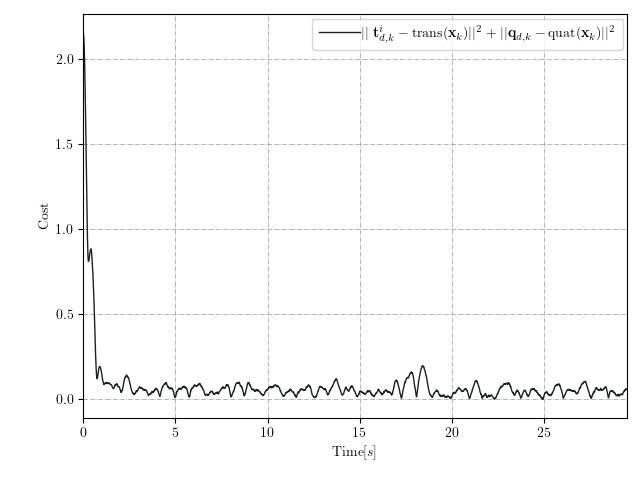 || t^i_{d,k} − trans(x_k)||^2 + ||q_{d,k} − quat(x_k)||^2
2.0
1.5
1.0
0.5
0.0
Cost
0 5 10 15 20 25
Time[s]